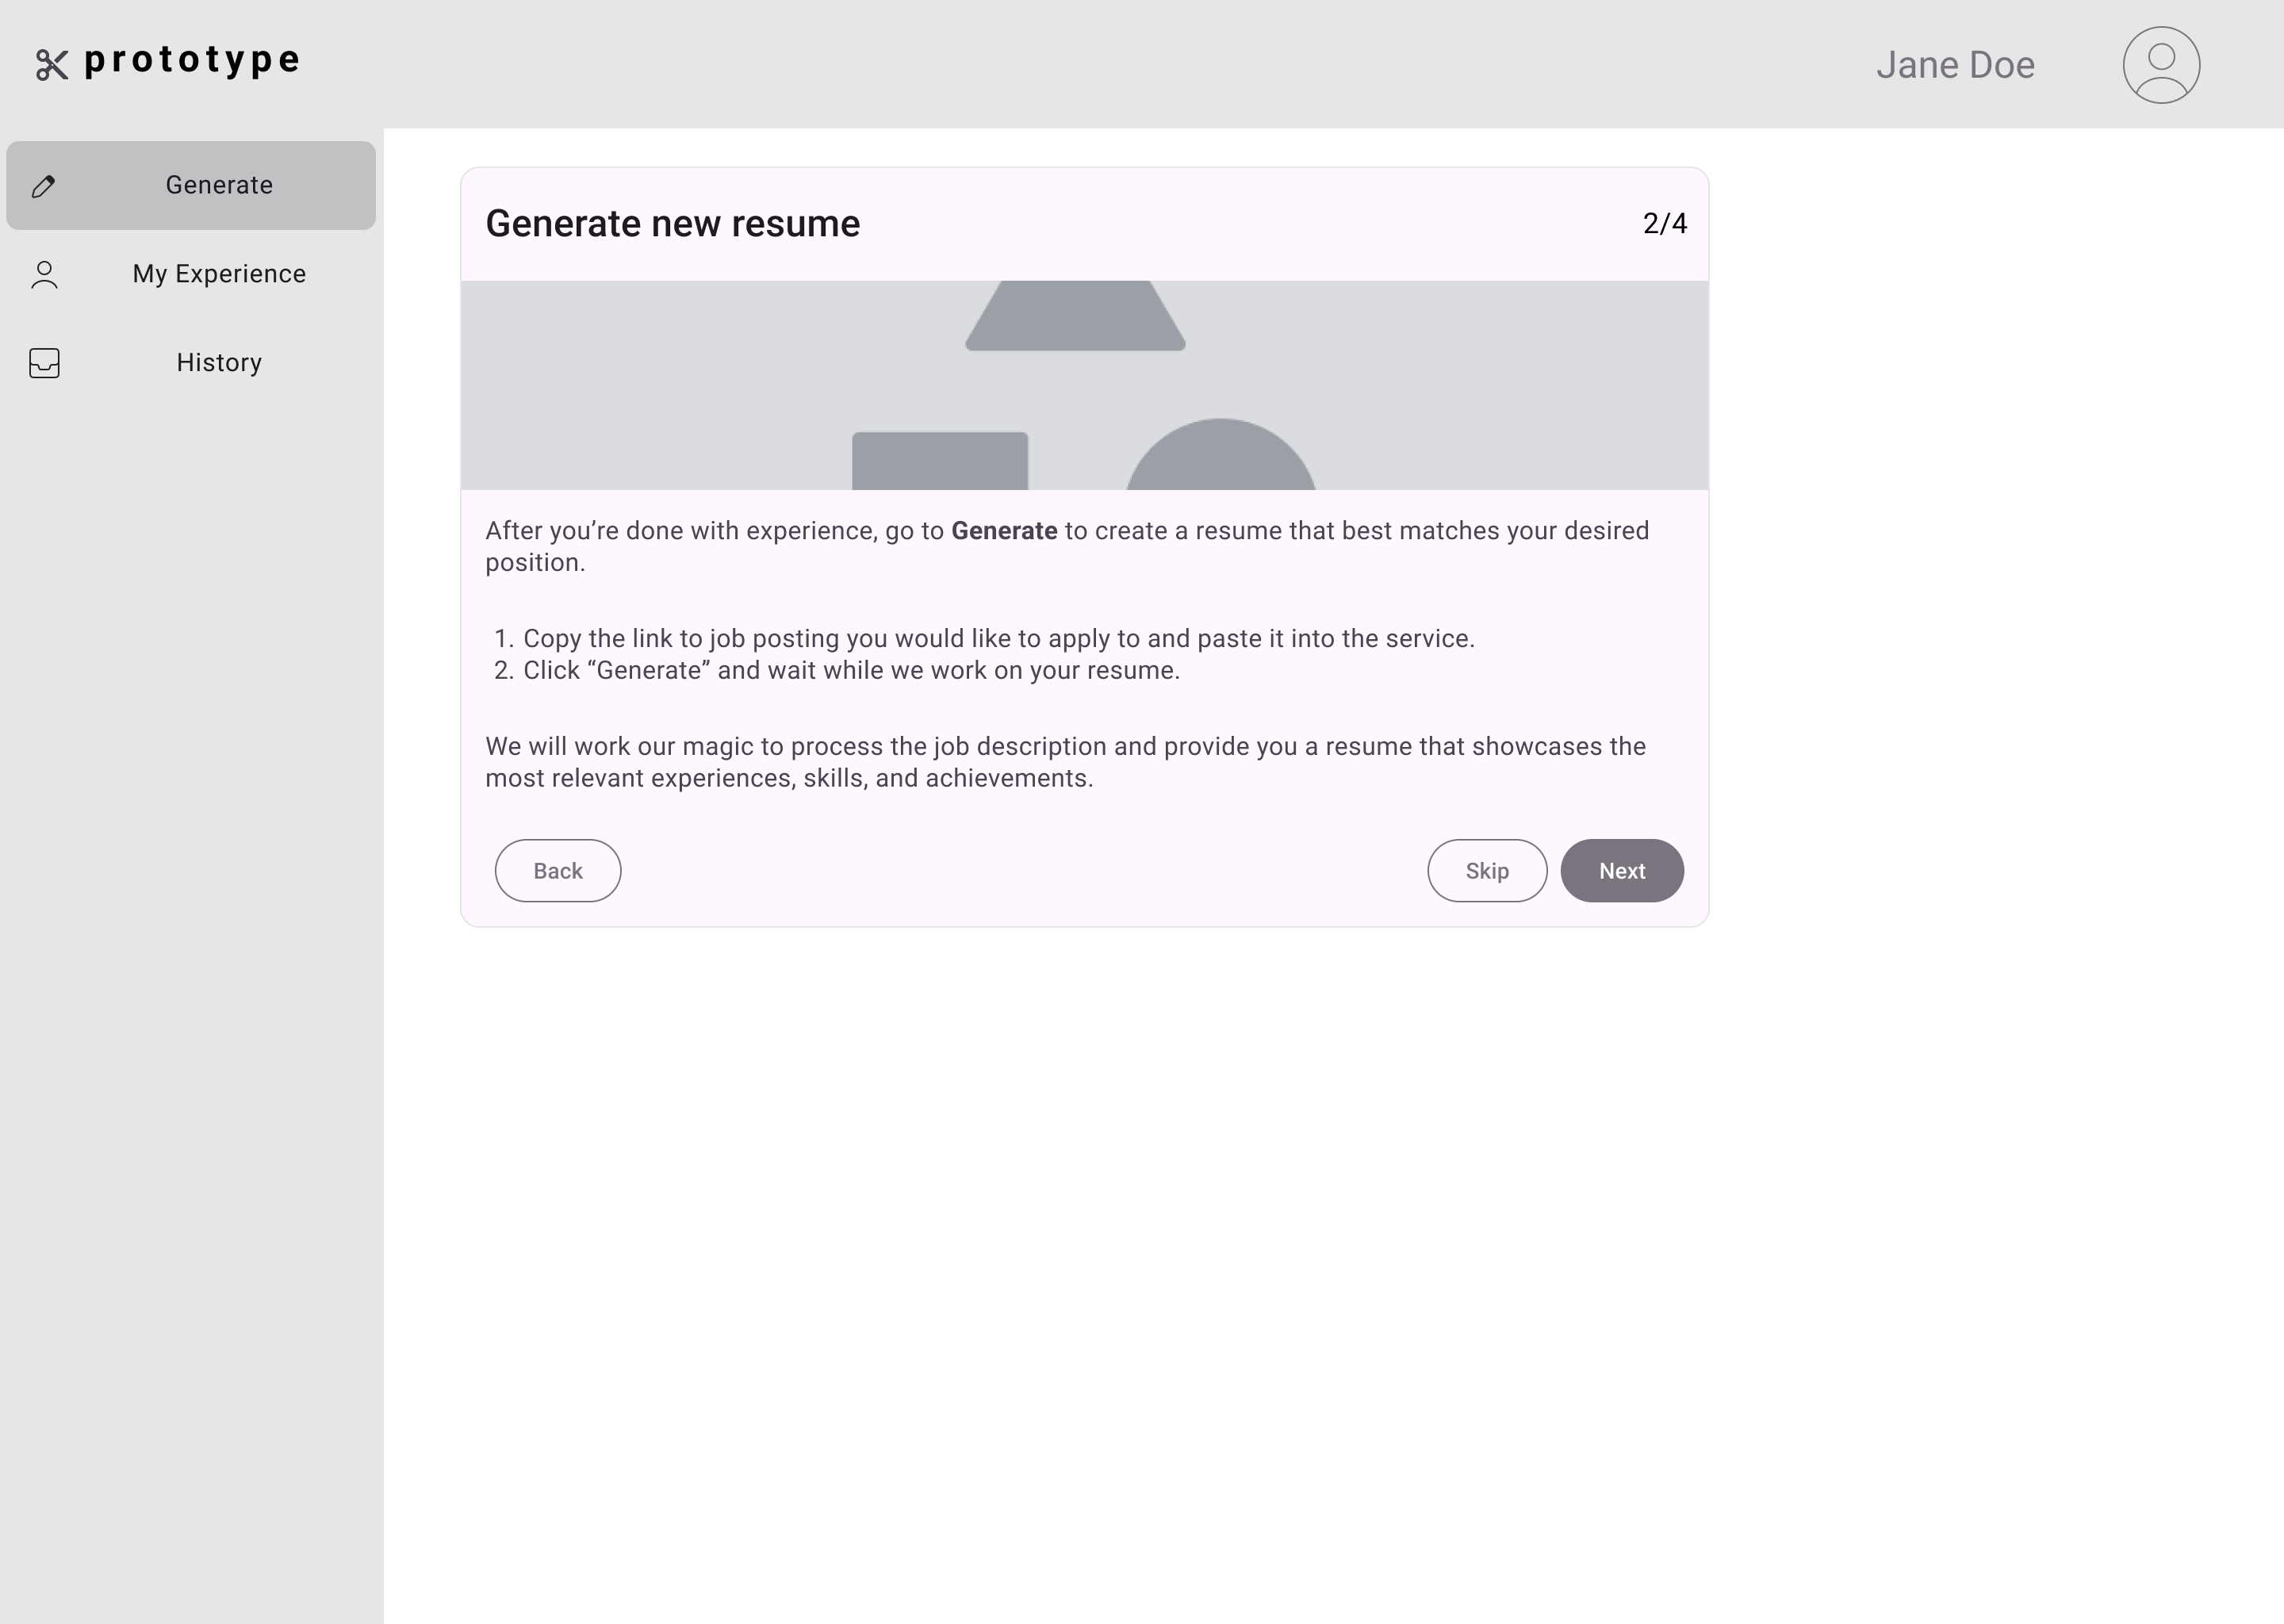 prototype
Jane Doe
Generate
My Experience
History
Generate new resume
2/4
After you’re done with experience, go to Generate to create a resume that best matches your desired
position.
1. Copy the link to job posting you would like to apply to and paste it into the service.
2. Click “Generate” and wait while we work on your resume.
We will work our magic to process the job description and provide you a resume that showcases the
most relevant experiences, skills, and achievements.
Back
Skip
Next